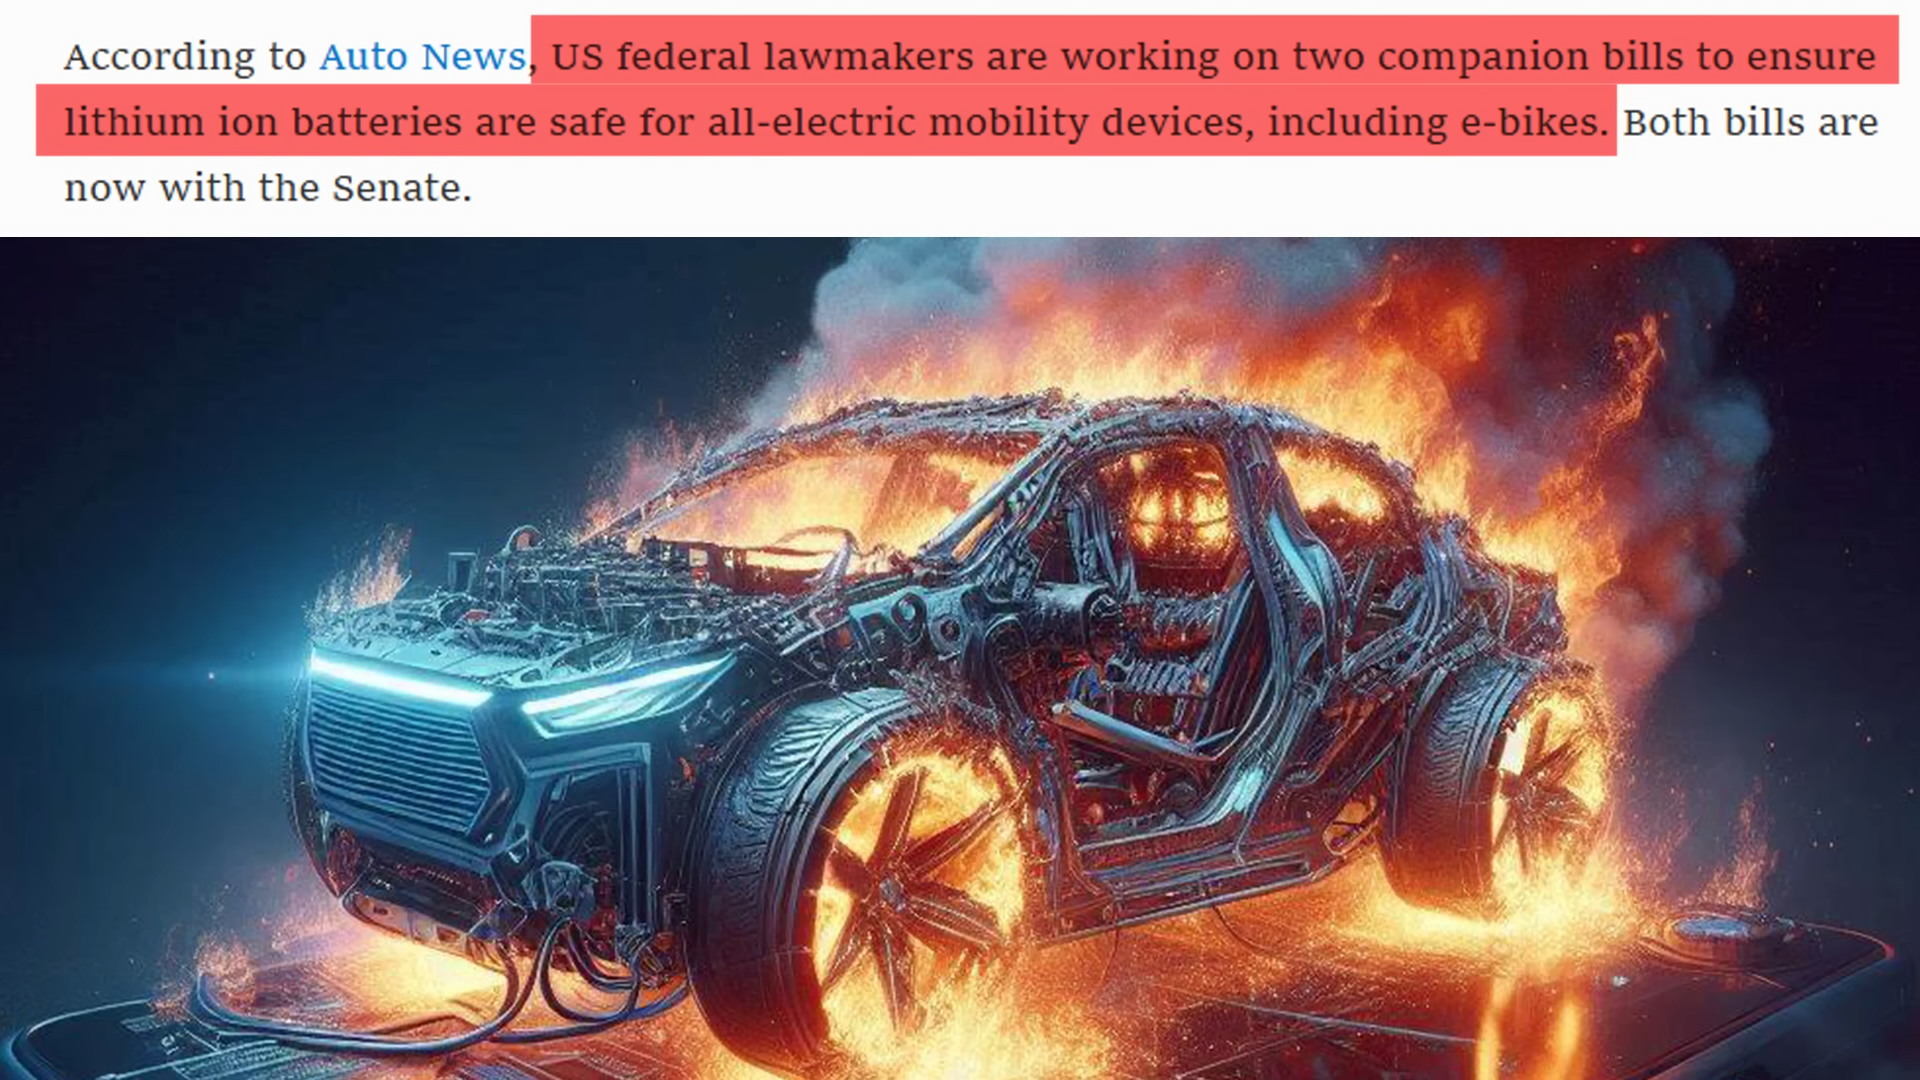 According to Auto News, US federal lawmakers are working on two companion bills to ensure
lithium ion batteries are safe for all-electric mobility devices, including e-bikes. Both bills are
now with the Senate.